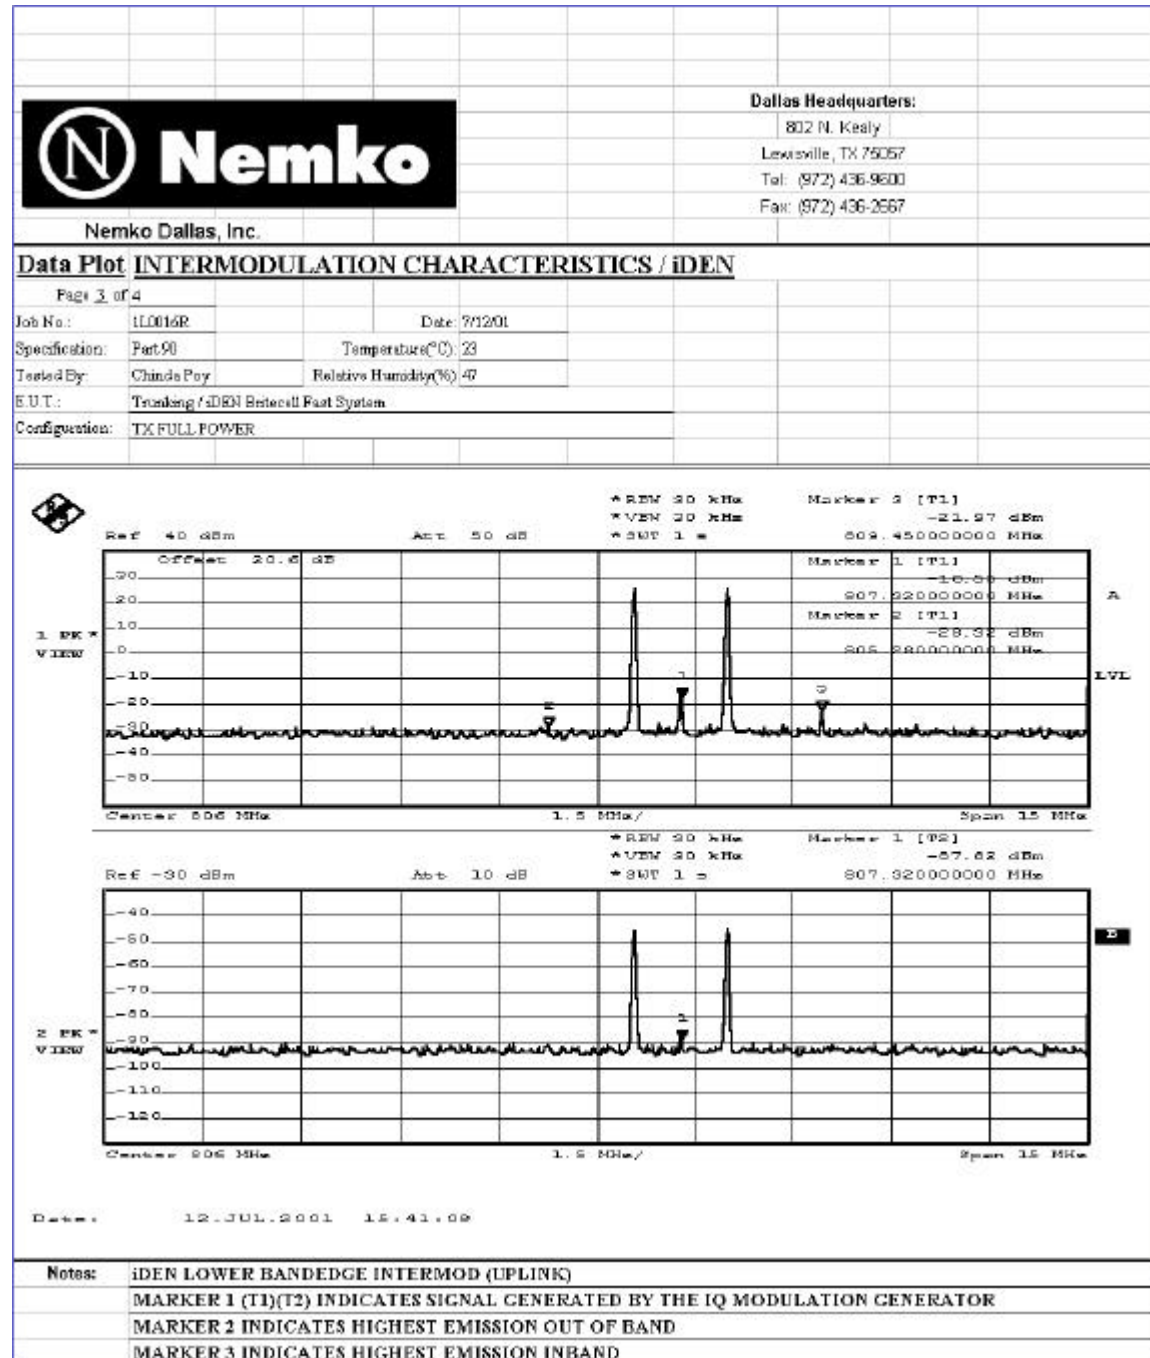 Dallas Headquarters:
802 N. Kealy
Lewisville, TX 75057
Tel: (972) 436-9600
Fax: (972) 436-2667
N Nemko
Nemko Dallas, Inc.
Data Plot INTERMODULATION CHARACTERISTICS / iDEN
Page 3 of 4
Job No.: 1L0016R Date: 7/12/01
Specification: Part 90 Temperature(°C): 23
Tested By: Chinda Poy Relative Humidity(%) 47
E.U.T.: Trunking / iDEN Britecell Fast System
Configuration: TX FULL POWER
*RBW 30 kHz Marker 3 [T1]
*VBW 30 kHz -21.97 dBm
Ref 40 dBm Att 50 dB *SWT 1 s 809.450000000 MHz
Offset 20.6 dB Marker 1 [T1]
30 dBm
20 807.320000000 MHz A
10 Marker 2 [T1]
1 PK* dBm
VIEW 0 MHz
-10 1 LVL
-20 2 3
-30
-40
-50
Center 806 MHz 1.5 MHz/ Span 15 MHz
*RBW 30 kHz Marker 1 [T2]
*VBW 30 kHz -87.62 dBm
Ref -30 dBm Att 10 dB *SWT 1 s 807.320000000 MHz
-40
-50 B
-60
-70
-80 1
2 PK*
VIEW -90
-100
-110
-120
Center 806 MHz 1.5 MHz/ Span 15 MHz
Date: 12.JUL.2001 15:41:09
Notes: iDEN LOWER BANDEDGE INTERMOD (UPLINK)
MARKER 1 (T1)(T2) INDICATES SIGNAL GENERATED BY THE IQ MODULATION GENERATOR
MARKER 2 INDICATES HIGHEST EMISSION OUT OF BAND
MARKER 3 INDICATES HIGHEST EMISSION INBAND